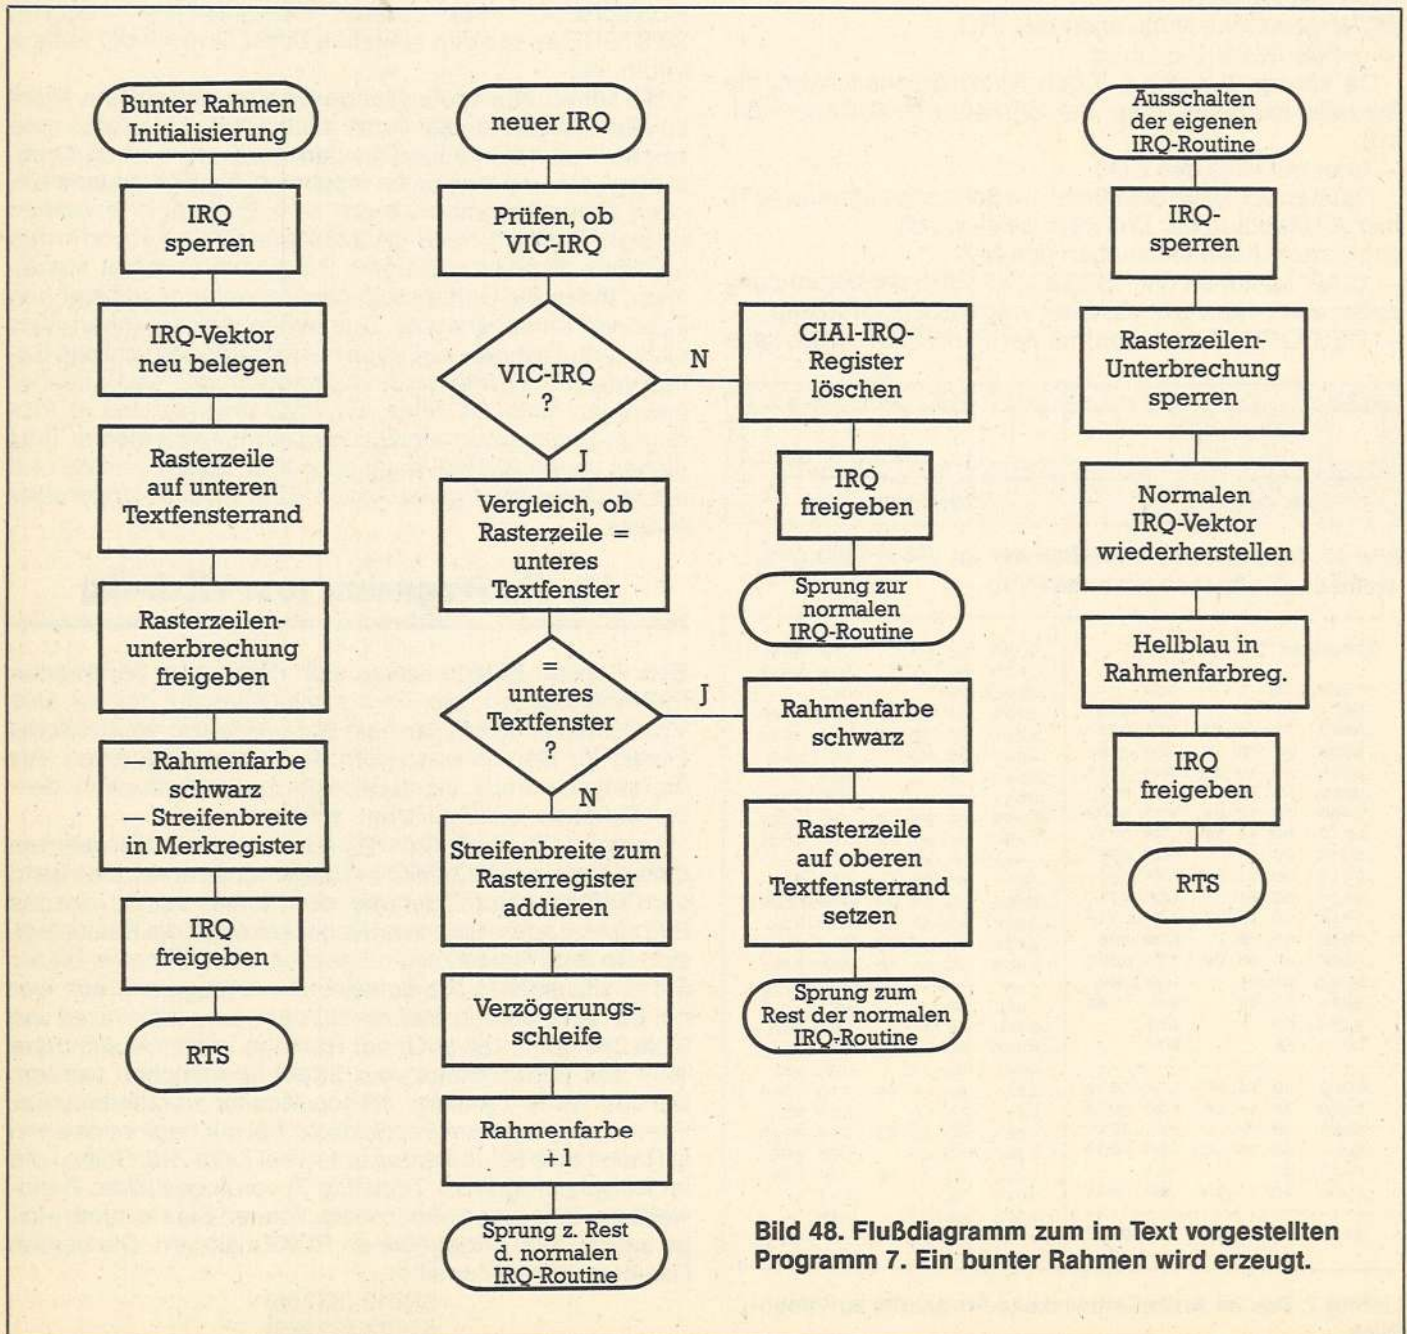 Bunter Rahmen
Initialisierung
IRQ
sperren
IRQ-Vektor
neu belegen
Rasterzeile
auf unteren
Textfensterrand
Rasterzeilen-
unterbrechung
freigeben
— Rahmenfarbe
schwarz
— Streifenbreite
in Merkregister
IRQ
freigeben
RTS
neuer IRQ
Prüfen, ob
VIC-IRQ
VIC-IRQ
?
N
J
Vergleich, ob
Rasterzeile =
unteres
Textfenster
=
unteres
Textfenster
?
J
N
Streifenbreite zum
Rasterregister
addieren
Verzögerungs-
schleife
Rahmenfarbe
+1
Sprung z. Rest
d. normalen
IRQ-Routine
CIA1-IRQ-
Register
löschen
IRQ
freigeben
Sprung zur
normalen
IRQ-Routine
Rahmenfarbe
schwarz
Rasterzeile
auf oberen
Textfensterrand
setzen
Sprung zum
Rest der normalen
IRQ-Routine
Ausschalten
der eigenen
IRQ-Routine
IRQ-
sperren
Rasterzeilen-
Unterbrechung
sperren
Normalen
IRQ-Vektor
wiederherstellen
Hellblau in
Rahmenfarbreg.
IRQ
freigeben
RTS
Bild 48. Flußdiagramm zum im Text vorgestellten
Programm 7. Ein bunter Rahmen wird erzeugt.